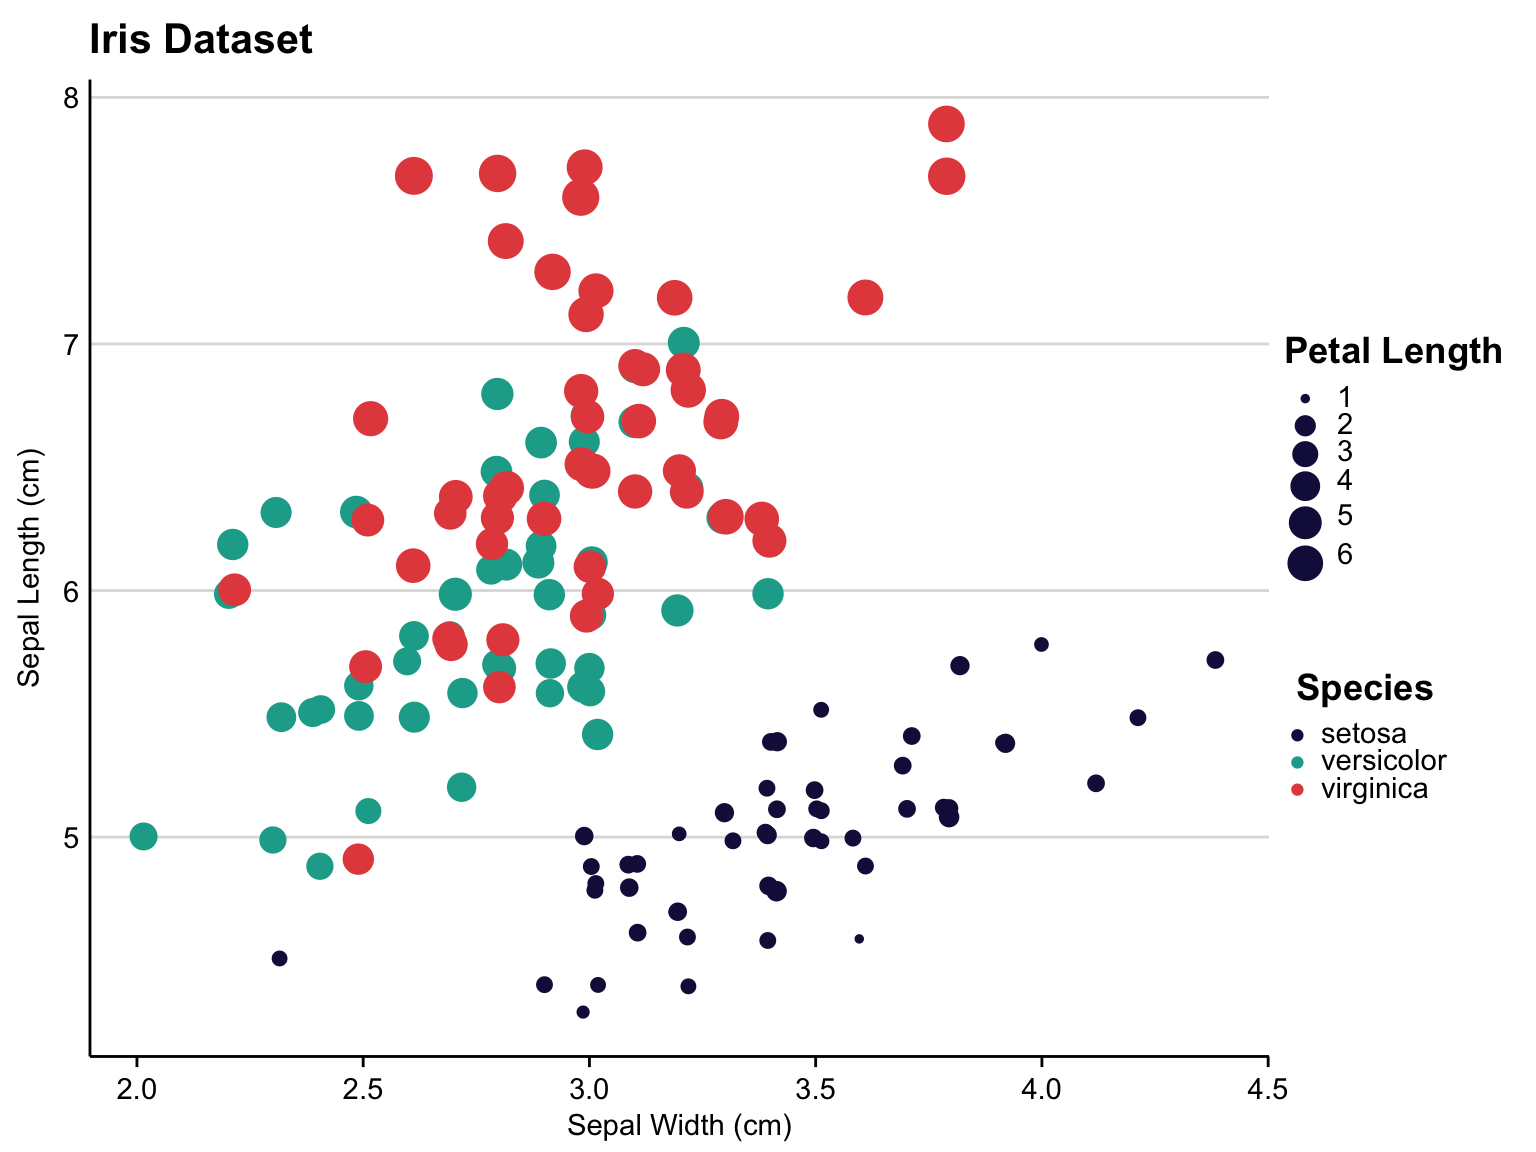 Iris Dataset
8
7
6
5
Sepal Length (cm)
2.0 2.5 3.0 3.5 4.0 4.5
Sepal Width (cm)
Petal Length
1
2
3
4
5
6
Species
setosa
versicolor
virginica